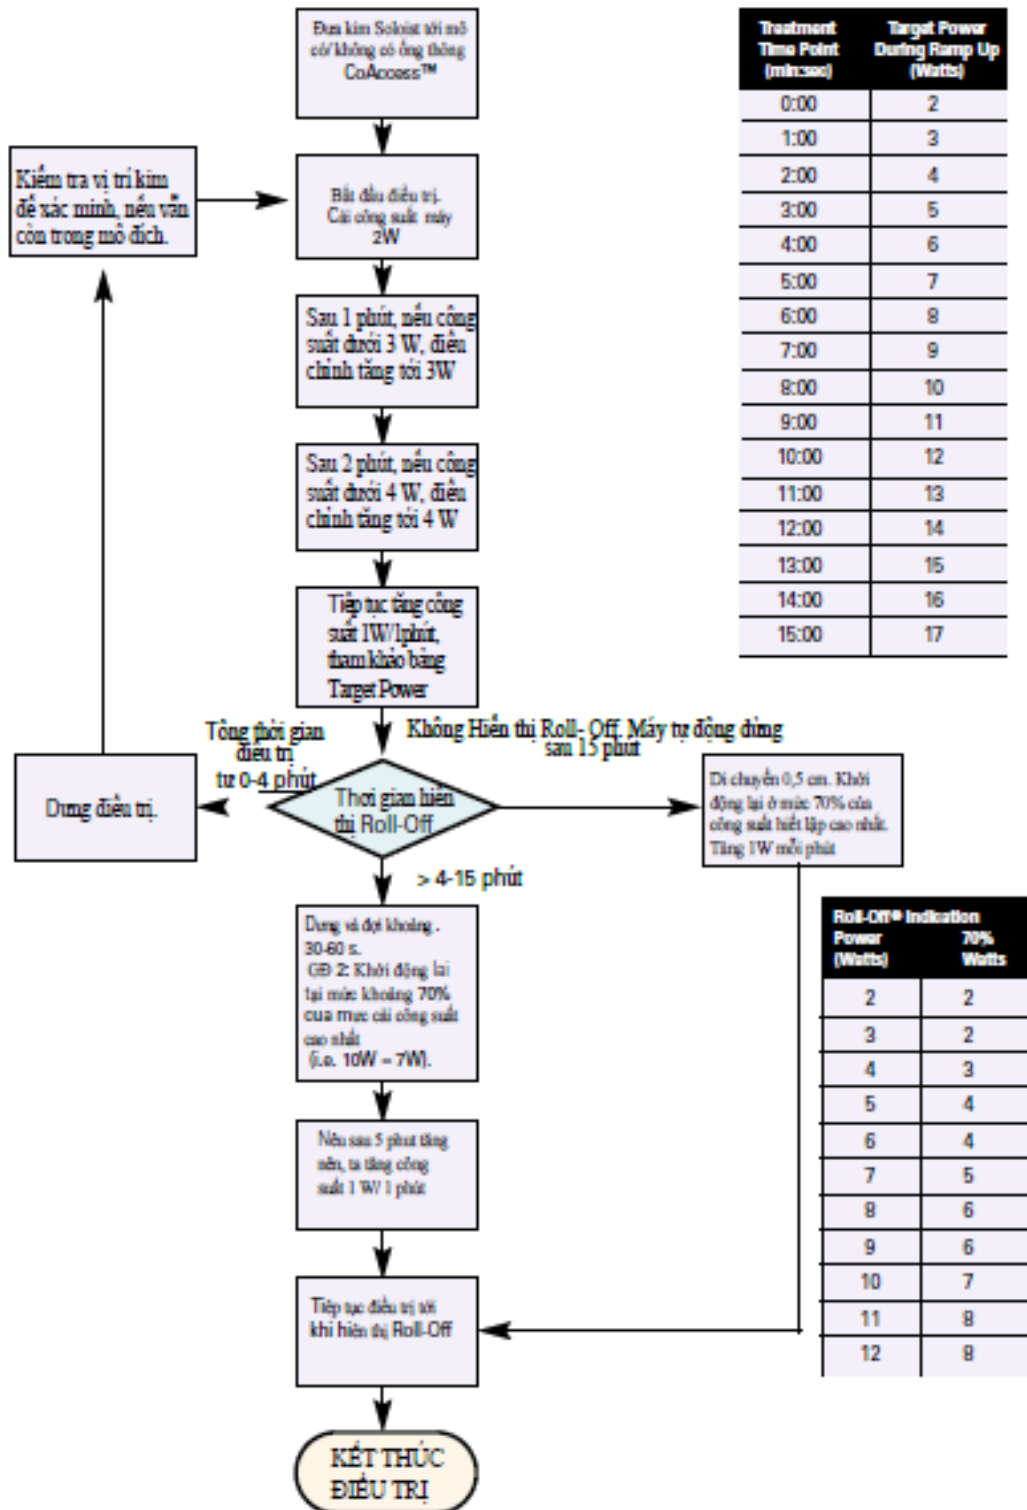 Đưa kim Soloist tới mô
có/ không có ống thông
CoAccess™
Kiểm tra vị trí kim
để xác minh, nếu vẫn
còn trong mô đích.
Bắt đầu điều trị.
Cài công suất máy
2W
Sau 1 phút, nếu công
suất dưới 3 W, điều
chỉnh tăng tới 3W
Sau 2 phút, nếu công
suất dưới 4 W, điều
chỉnh tăng tới 4 W
Tiếp tục tăng công
suất 1W/1phút,
tham khảo bảng
Target Power
Tổng thời gian
điều trị
từ 0-4 phút
Không Hiển thị Roll- Off. Máy tự động dừng
sau 15 phút
Dừng điều trị.
Thời gian hiển
thị Roll-Off
Di chuyển 0,5 cm. Khởi
động lại ở mức 70% của
công suất hiết lập cao nhất.
Tăng 1W mỗi phút
> 4-15 phút
Dưng và đợi khoảng .
30-60 s.
GĐ 2: Khởi động lai
tại mức khoảng 70%
cua mưc cài công suất
cao nhất
(i.e. 10W – 7W).
Nếu sau 5 phut tăng
nên, ta tăng công
suất 1 W/ 1 phút
Tiếp tục điều trị tới
khi hiển thị Roll-Off
KẾT THÚC
ĐIỀU TRỊ
Treatment Time Point (min:sec) Target Power During Ramp Up (Watts)
0:00 2
1:00 3
2:00 4
3:00 5
4:00 6
5:00 7
6:00 8
7:00 9
8:00 10
9:00 11
10:00 12
11:00 13
12:00 14
13:00 15
14:00 16
15:00 17
Roll-Off® Indication
Power 70%
(Watts) Watts
2 2
3 2
4 3
5 4
6 4
7 5
8 6
9 6
10 7
11 8
12 8